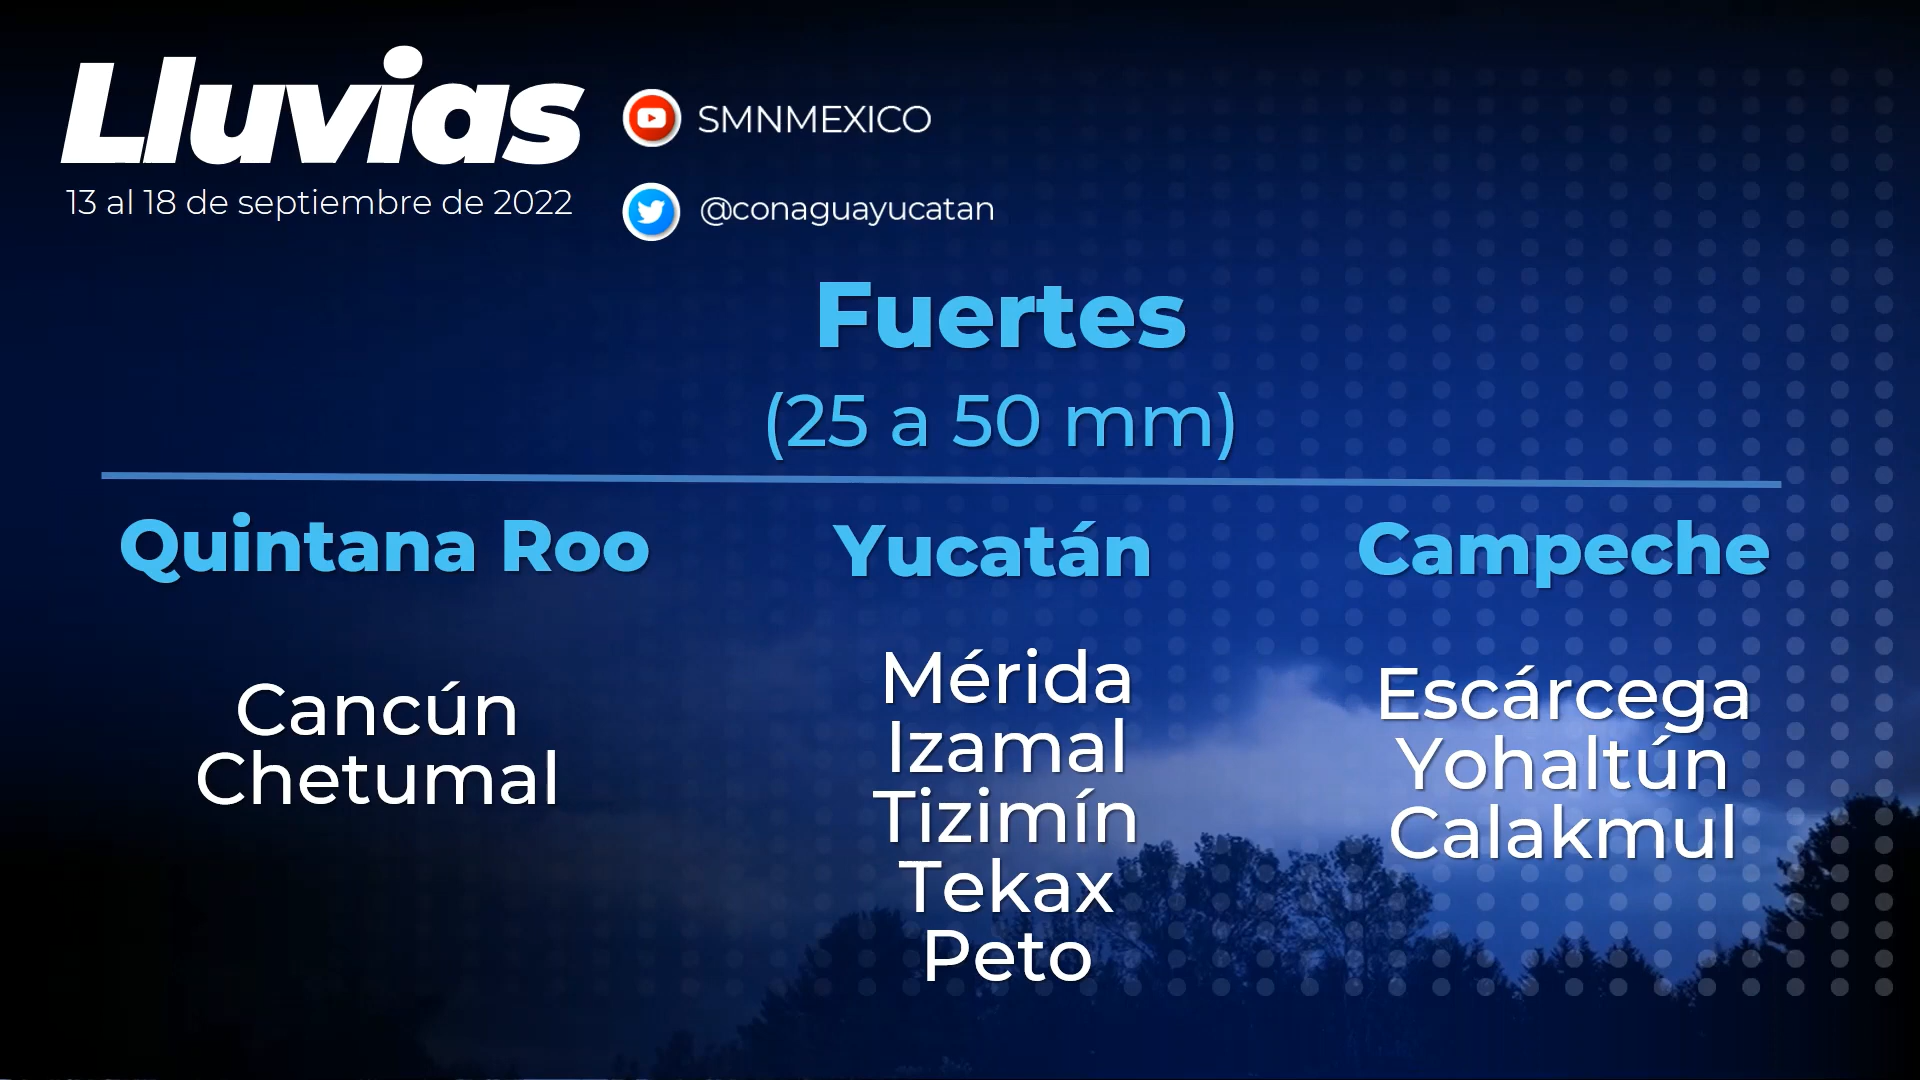 Lluvias
13 al 18 de septiembre de 2022
SMNMEXICO
@conaguayucatan
Fuertes
(25 a 50 mm)
Quintana Roo
Cancún
Chetumal
Yucatán
Mérida
Izamal
Tizimín
Tekax
Peto
Campeche
Escárcega
Yohaltún
Calakmul